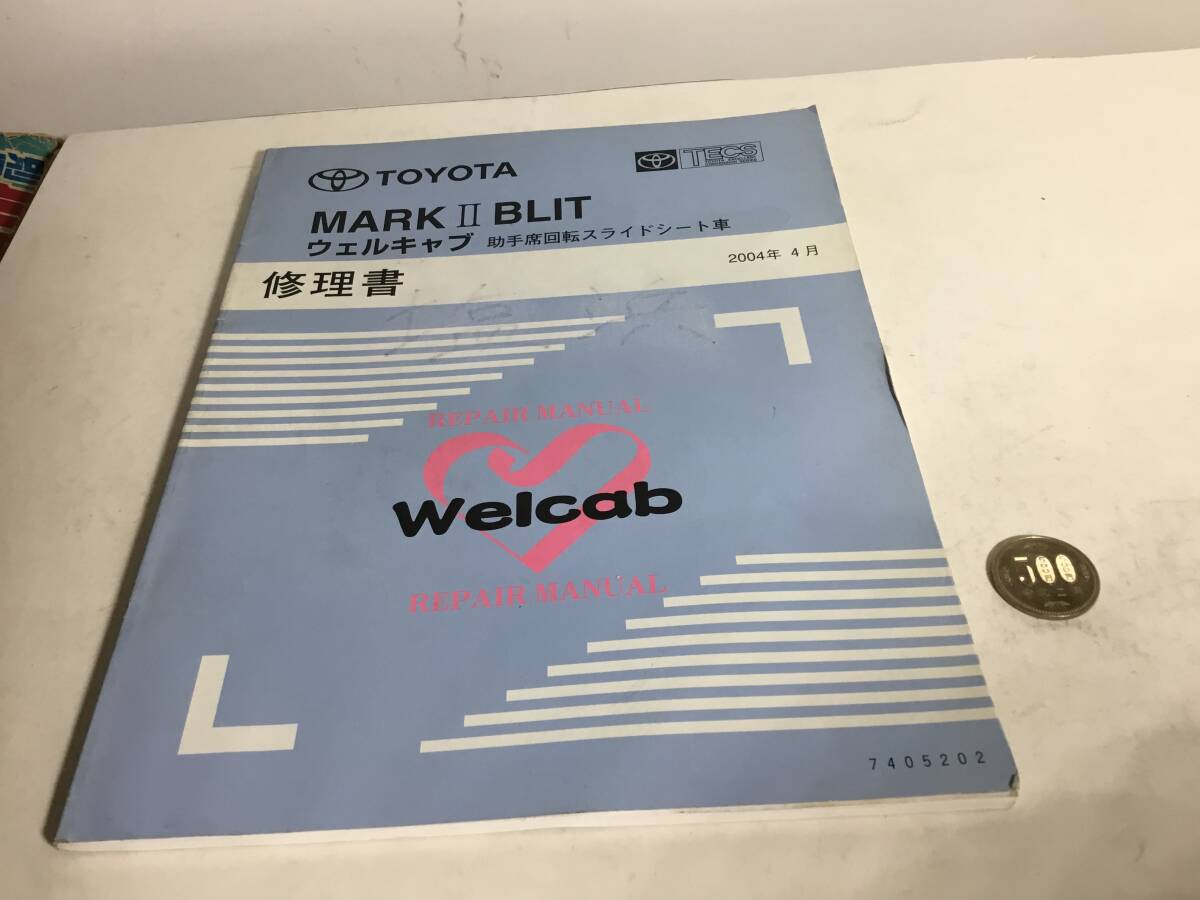 TOYOTA
TECS
MARK Ⅱ BLIT
ウェルキャブ 助手席回転スライドシート車
2004年 4月
修理書
REPAIR MANUAL
Welcab
REPAIR MANUAL
7405202
500